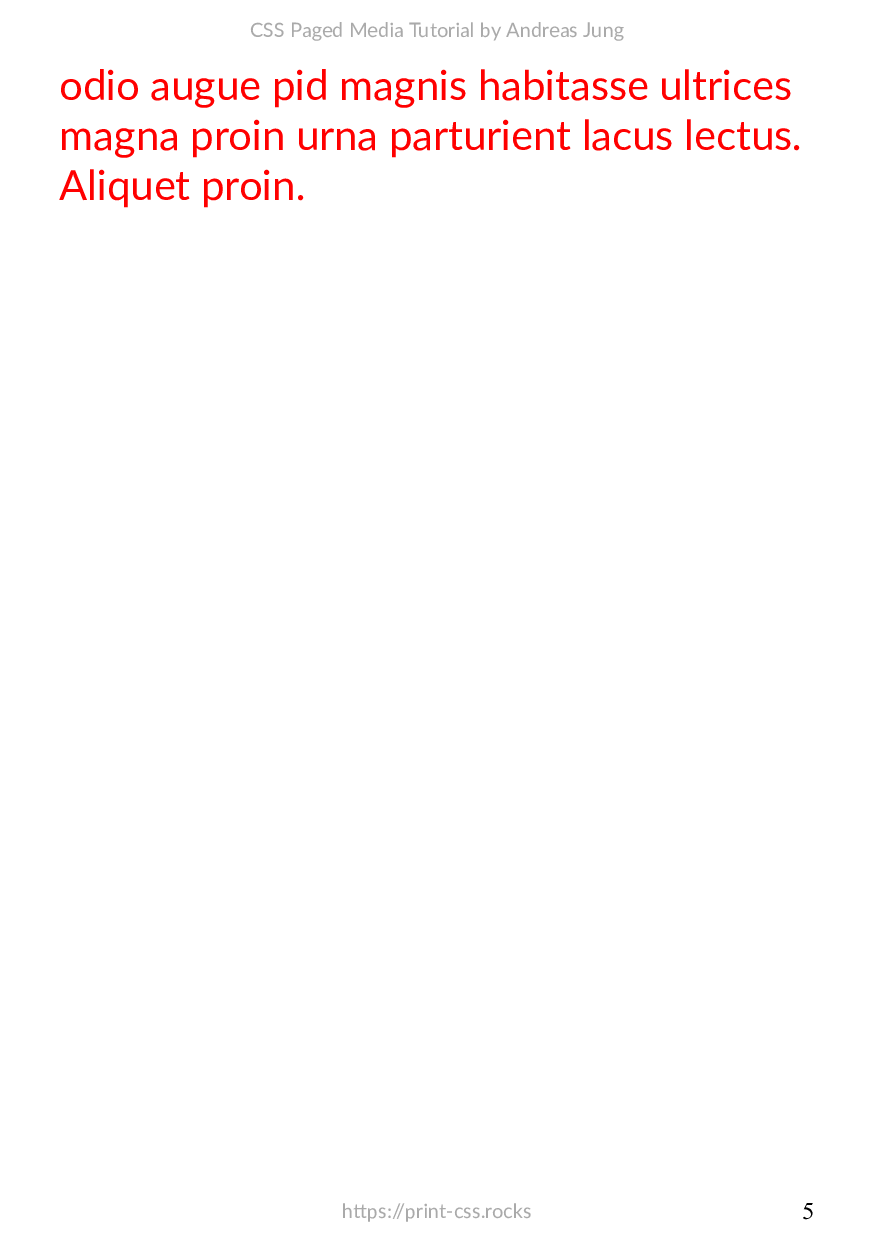 CSS Paged Media Tutorial by Andreas Jung
odio augue pid magnis habitasse ultrices
magna proin urna parturient lacus lectus.
Aliquet proin.
https://print-css.rocks
5